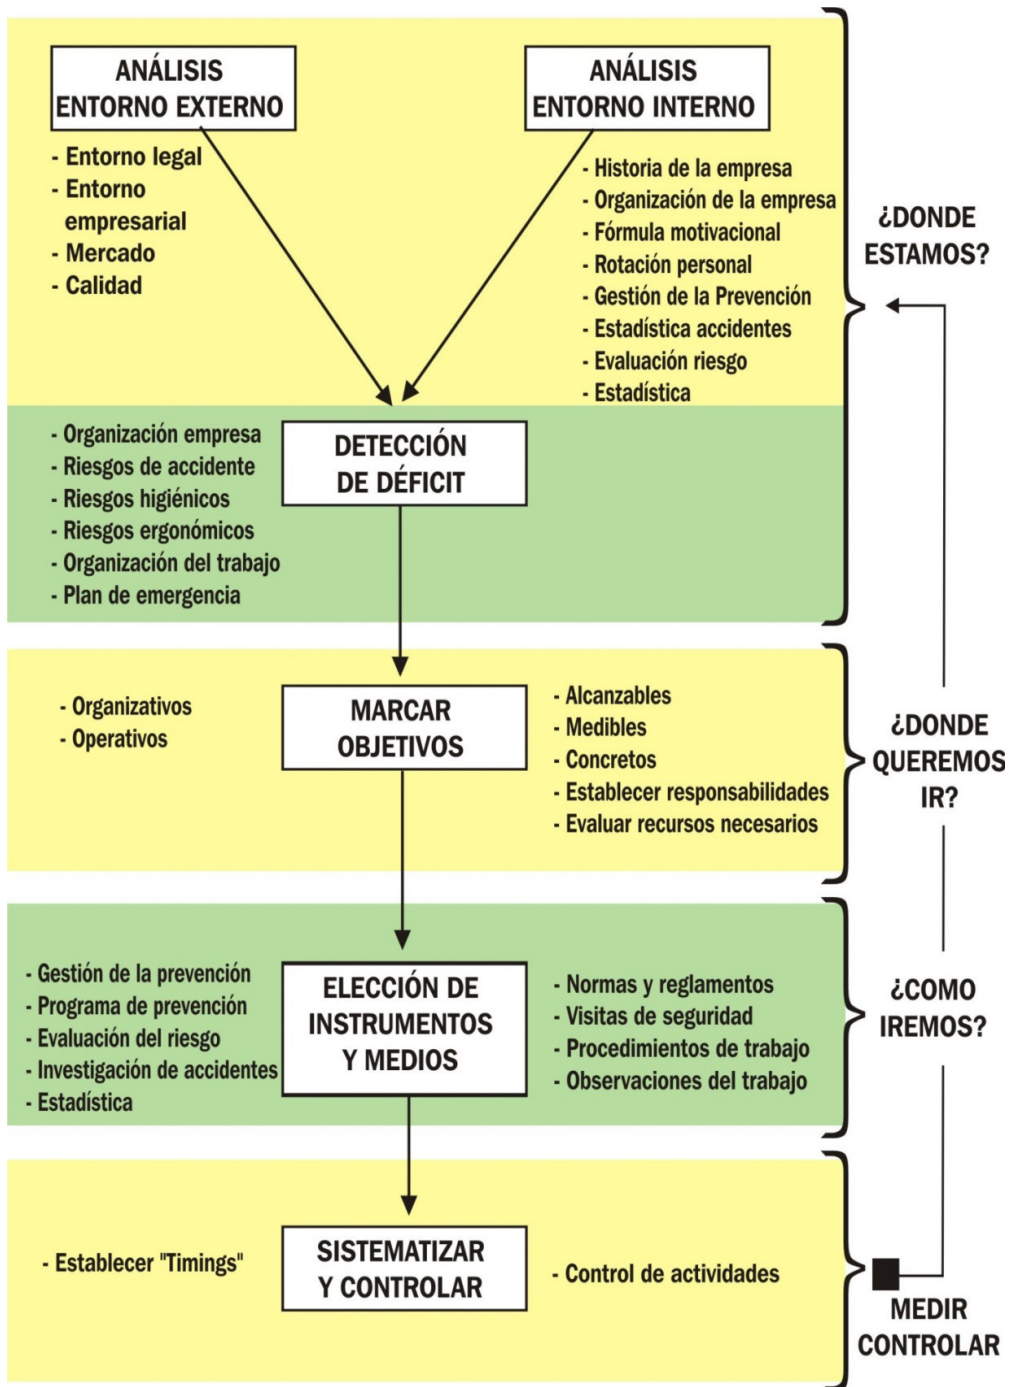 ANÁLISIS
ENTORNO EXTERNO
- Entorno legal
- Entorno
empresarial
- Mercado
- Calidad
ANÁLISIS
ENTORNO INTERNO
- Historia de la empresa
- Organización de la empresa
- Fórmula motivacional
- Rotación personal
- Gestión de la Prevención
- Estadística accidentes
- Evaluación riesgo
- Estadística
¿DONDE
ESTAMOS?
- Organización empresa
- Riesgos de accidente
- Riesgos higiénicos
- Riesgos ergonómicos
- Organización del trabajo
- Plan de emergencia
DETECCIÓN
DE DÉFICIT
- Organizativos
- Operativos
MARCAR
OBJETIVOS
- Alcanzables
- Medibles
- Concretos
- Establecer responsabilidades
- Evaluar recursos necesarios
¿DONDE
QUEREMOS
IR?
- Gestión de la prevención
- Programa de prevención
- Evaluación del riesgo
- Investigación de accidentes
- Estadística
ELECCIÓN DE
INSTRUMENTOS
Y MEDIOS
- Normas y reglamentos
- Visitas de seguridad
- Procedimientos de trabajo
- Observaciones del trabajo
¿COMO
IREMOS?
- Establecer "Timings"
SISTEMATIZAR
Y CONTROLAR
- Control de actividades
MEDIR
CONTROLAR